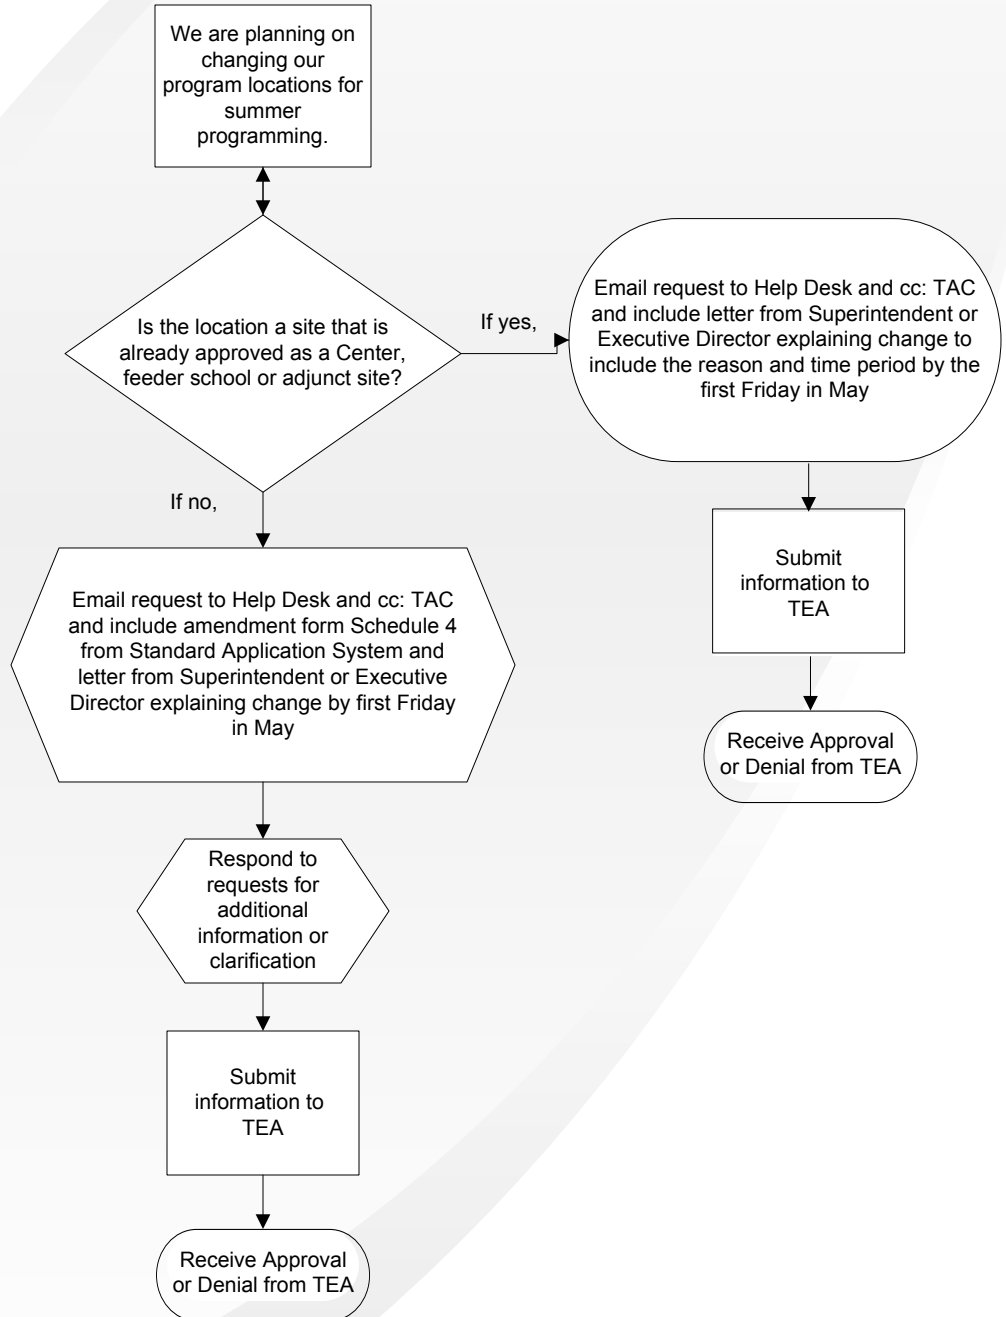 We are planning on
changing our
program locations for
summer
programming.
Is the location a site that is
already approved as a Center,
feeder school or adjunct site?
If yes,
Email request to Help Desk and cc: TAC
and include letter from Superintendent or
Executive Director explaining change to
include the reason and time period by the
first Friday in May
Submit
information to
TEA
Receive Approval
or Denial from TEA
If no,
Email request to Help Desk and cc: TAC
and include amendment form Schedule 4
from Standard Application System and
letter from Superintendent or Executive
Director explaining change by first Friday
in May
Respond to
requests for
additional
information or
clarification
Submit
information to
TEA
Receive Approval
or Denial from TEA